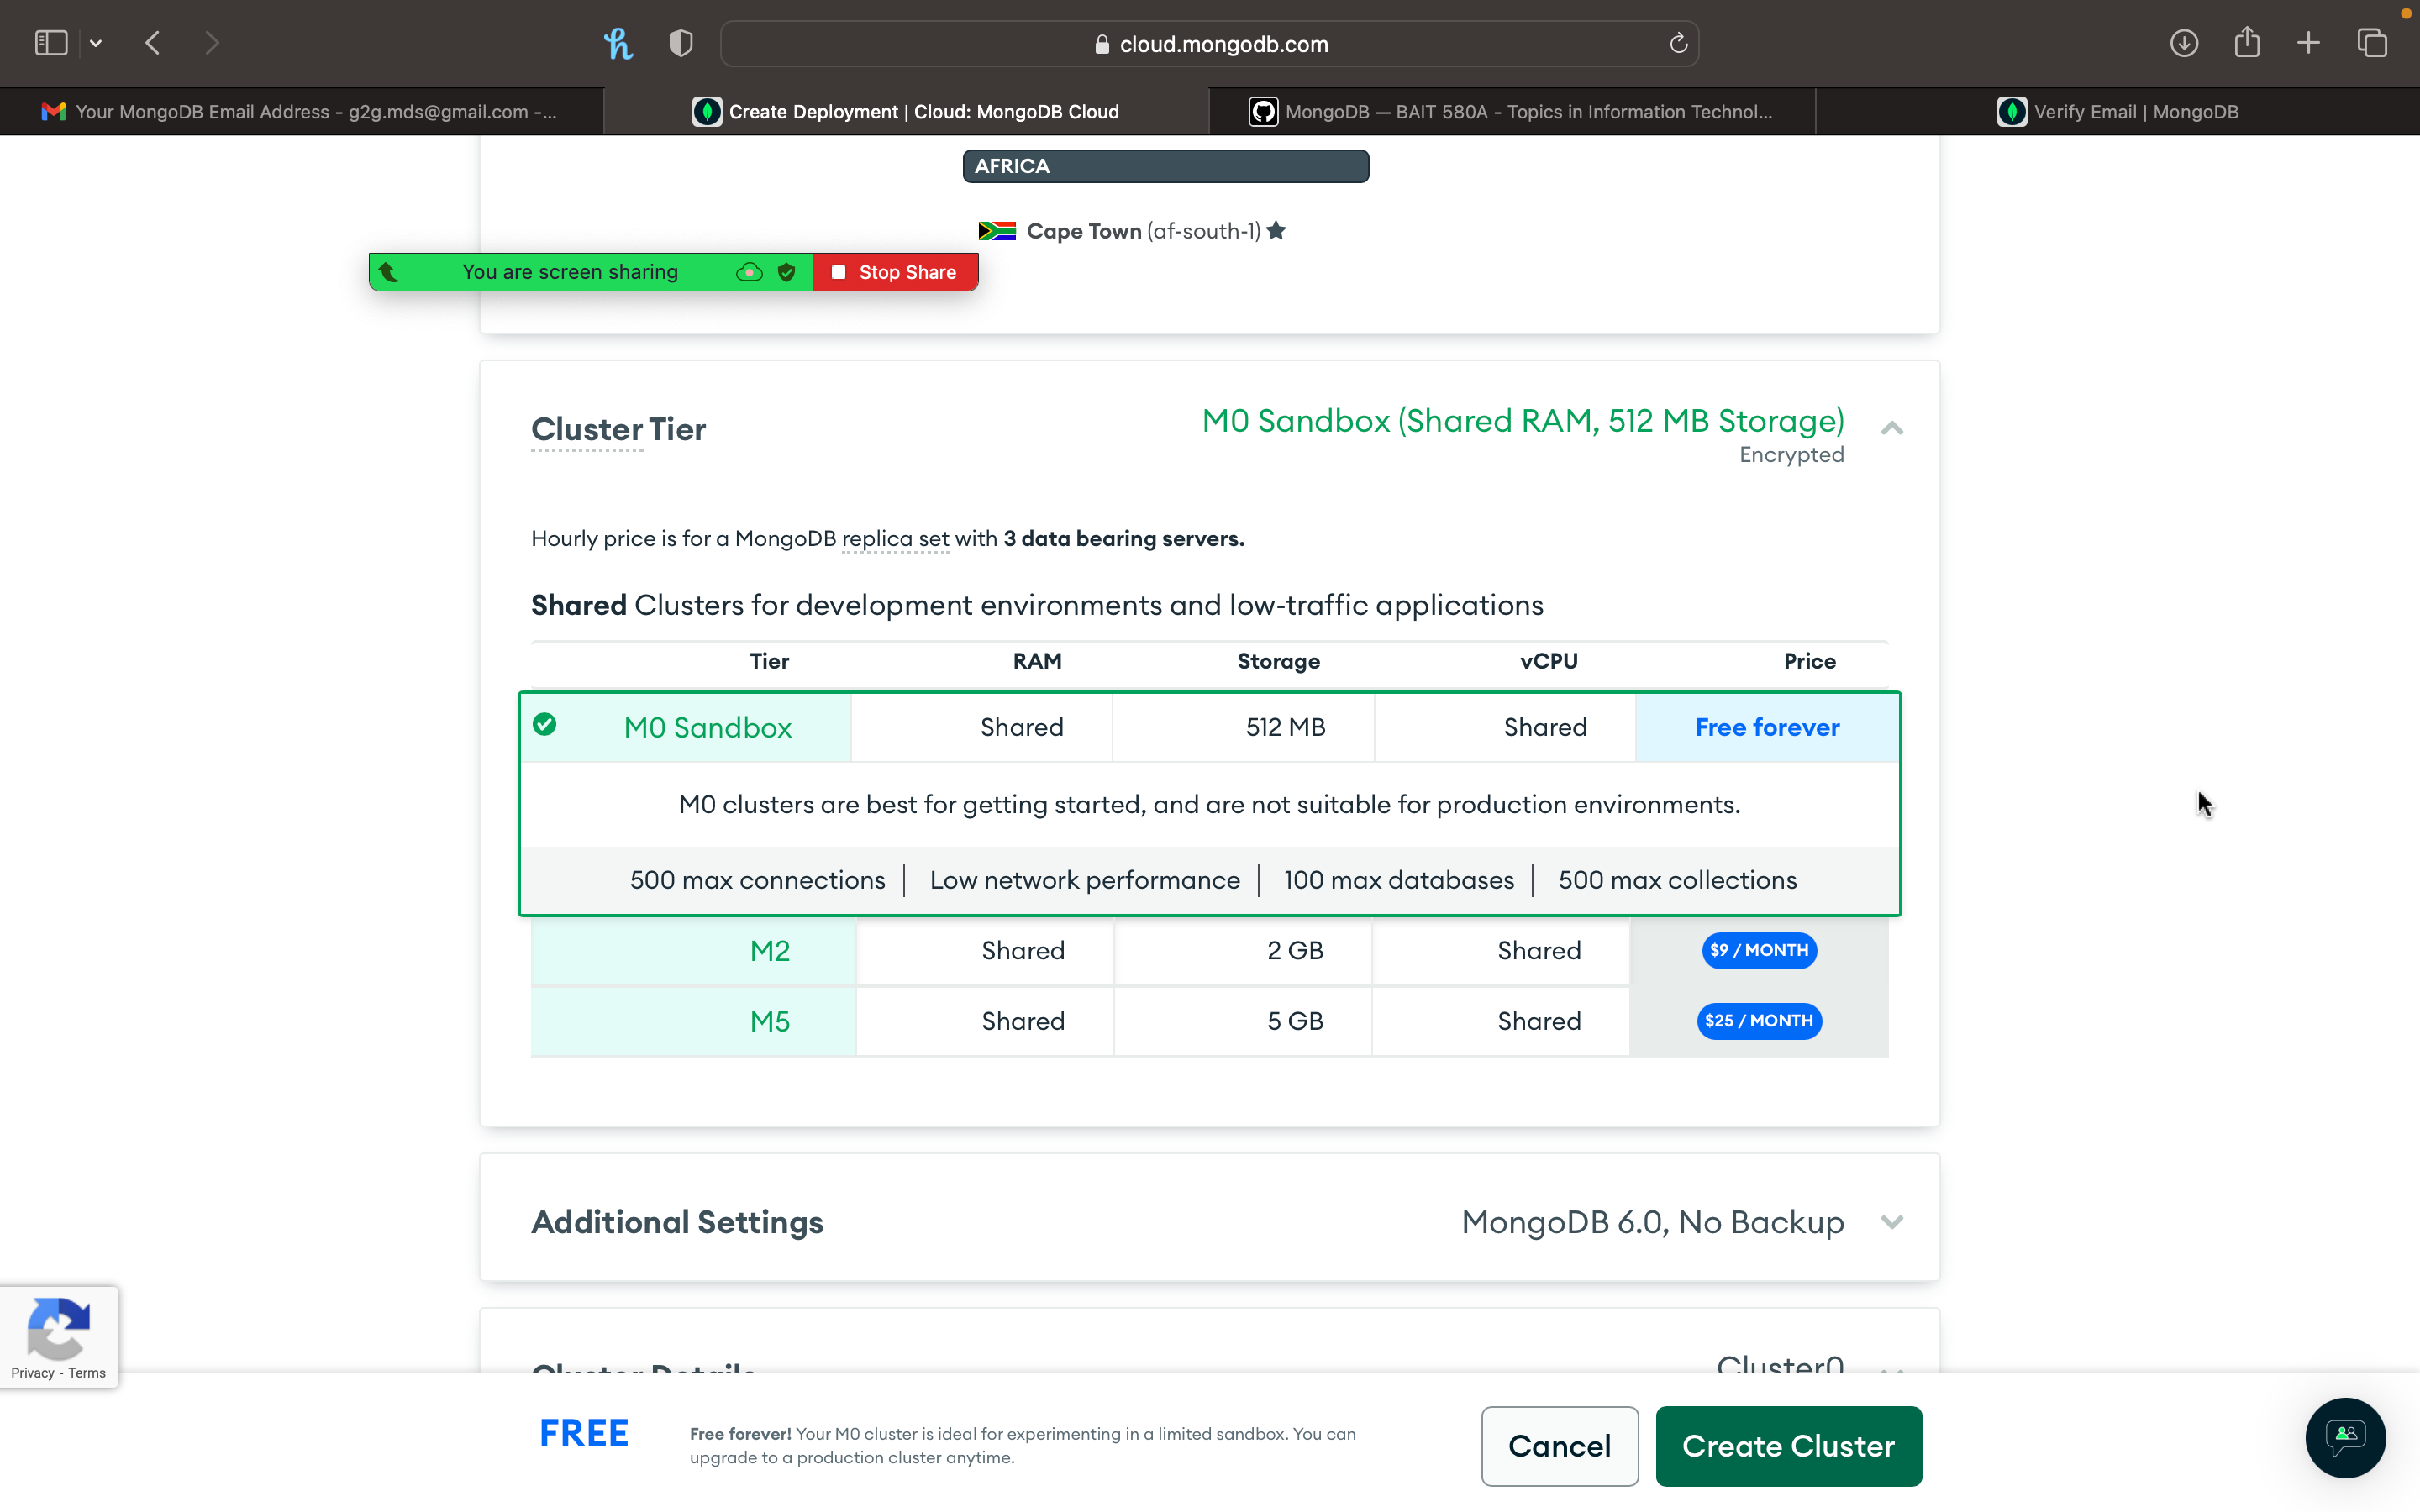 cloud.mongodb.com
Your MongoDB Email Address - g2g.mds@gmail.com -...
Create Deployment | Cloud: MongoDB Cloud
MongoDB — BAIT 580A - Topics in Information Technol...
Verify Email | MongoDB
AFRICA
Cape Town (af-south-1)
You are screen sharing
Stop Share
Cluster Tier
M0 Sandbox (Shared RAM, 512 MB Storage)
Encrypted
Hourly price is for a MongoDB replica set with 3 data bearing servers.
Shared Clusters for development environments and low-traffic applications
Tier RAM Storage vCPU Price
M0 Sandbox Shared 512 MB Shared Free forever
M0 clusters are best for getting started, and are not suitable for production environments.
500 max connections | Low network performance | 100 max databases | 500 max collections
M2 Shared 2 GB Shared $9 / MONTH
M5 Shared 5 GB Shared $25 / MONTH
Additional Settings
MongoDB 6.0, No Backup
Cluster Details
Cluster0
Privacy - Terms
FREE
Free forever! Your M0 cluster is ideal for experimenting in a limited sandbox. You can
upgrade to a production cluster anytime.
Cancel
Create Cluster